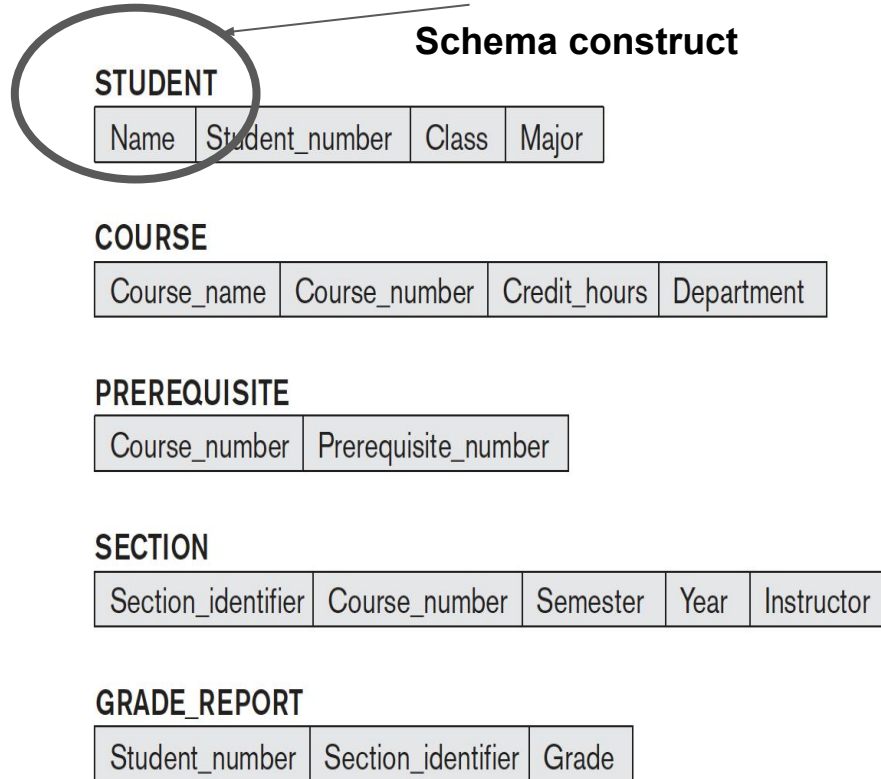 Schema construct
STUDENT
Name Student_number Class Major
COURSE
Course_name Course_number Credit_hours Department
PREREQUISITE
Course_number Prerequisite_number
SECTION
Section_identifier Course_number Semester Year Instructor
GRADE_REPORT
Student_number Section_identifier Grade